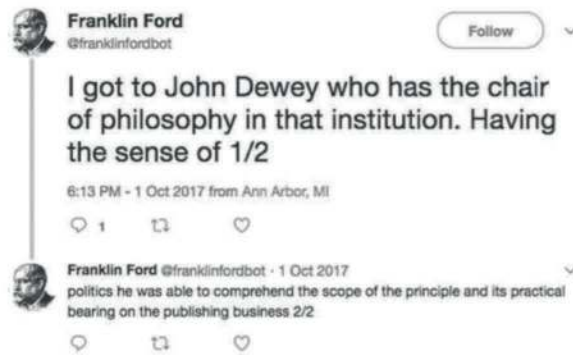 Franklin Ford
@franklinfordbot
Follow
I got to John Dewey who has the chair
of philosophy in that institution. Having
the sense of 1/2
6:13 PM - 1 Oct 2017 from Ann Arbor, MI
1
Franklin Ford @franklinfordbot · 1 Oct 2017
politics he was able to comprehend the scope of the principle and its practical
bearing on the publishing business 2/2